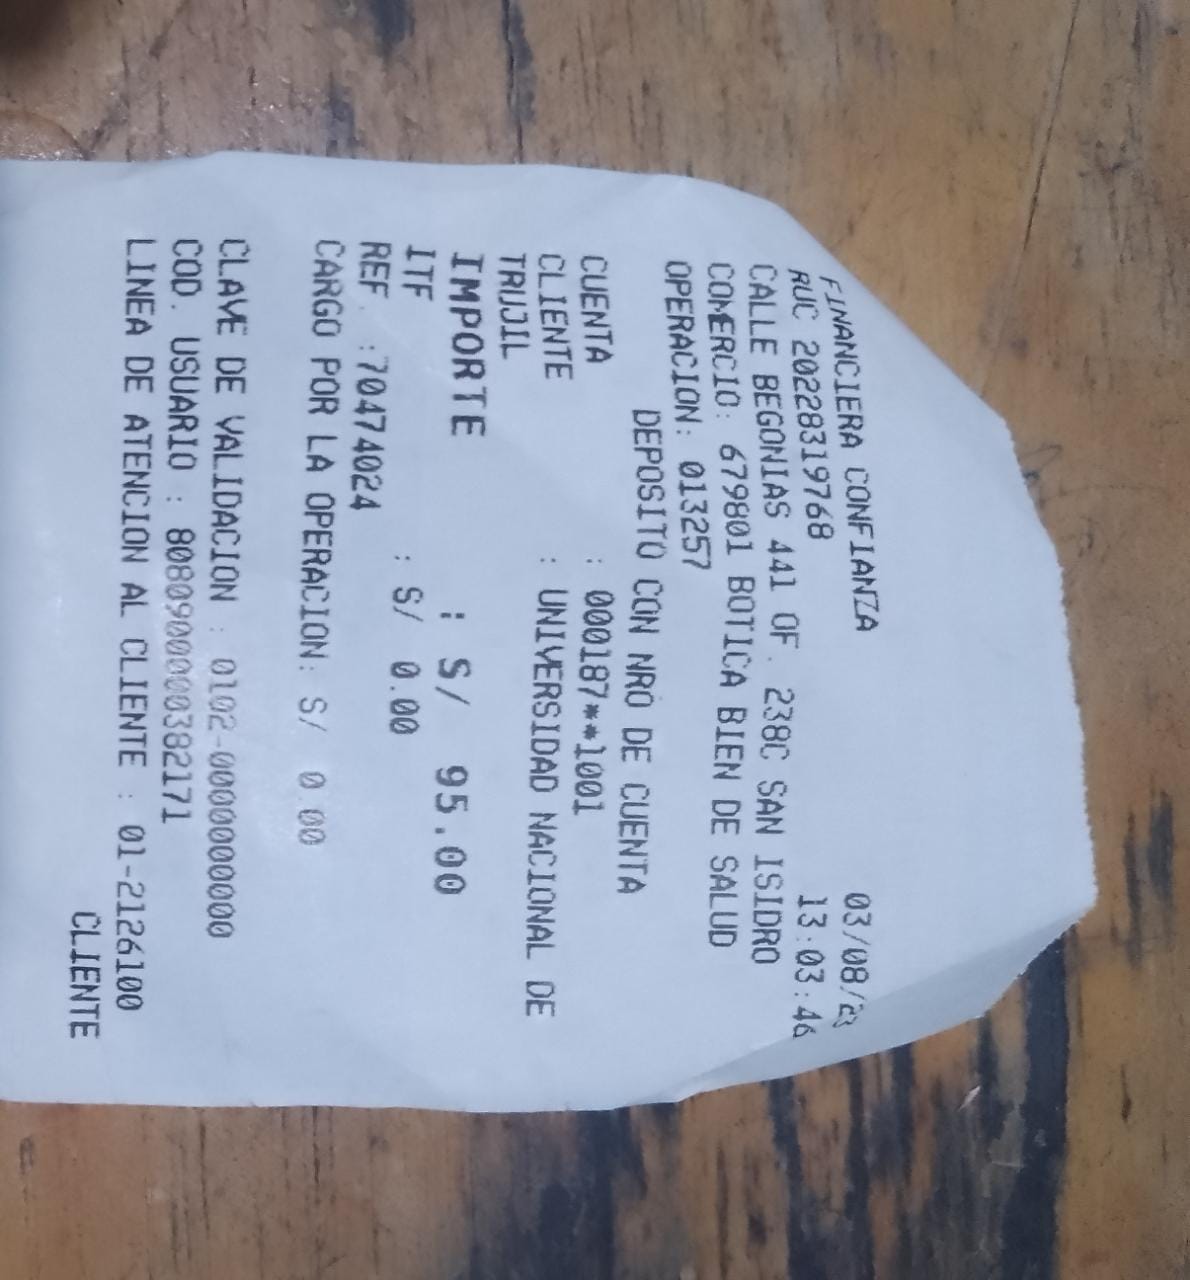 FINANCIERA CONFIANZA 03/08/23
RUC 20228319768 13:03:46
CALLE BEGONIAS 441 OF. 238C SAN ISIDRO
COMERCIO: 679801 BOTICA BIEN DE SALUD
OPERACION: 013257
DEPOSITO CON NRO DE CUENTA
CUENTA : 000187**1001
CLIENTE : UNIVERSIDAD NACIONAL DE
TRUJIL
IMPORTE : S/ 95.00
ITF : S/ 0.00
REF :70474024
CARGO POR LA OPERACION: S/ 0.00
CLAVE DE VALIDACION : 0102-0000000000
COD. USUARIO : 8080900000382171
LINEA DE ATENCION AL CLIENTE : 01-2126100
CLIENTE